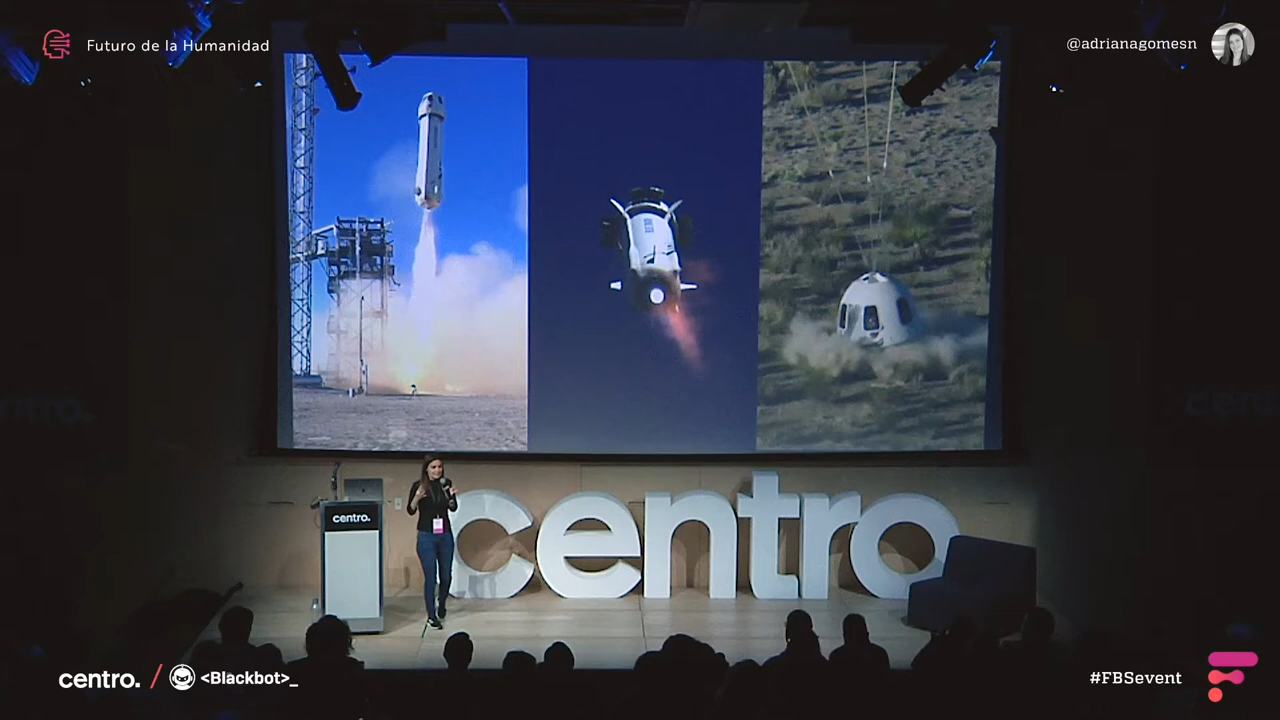 Futuro de la Humanidad
@adrianagomesn
centro.
centro
centro. / <Blackbot>_
#FBSevent